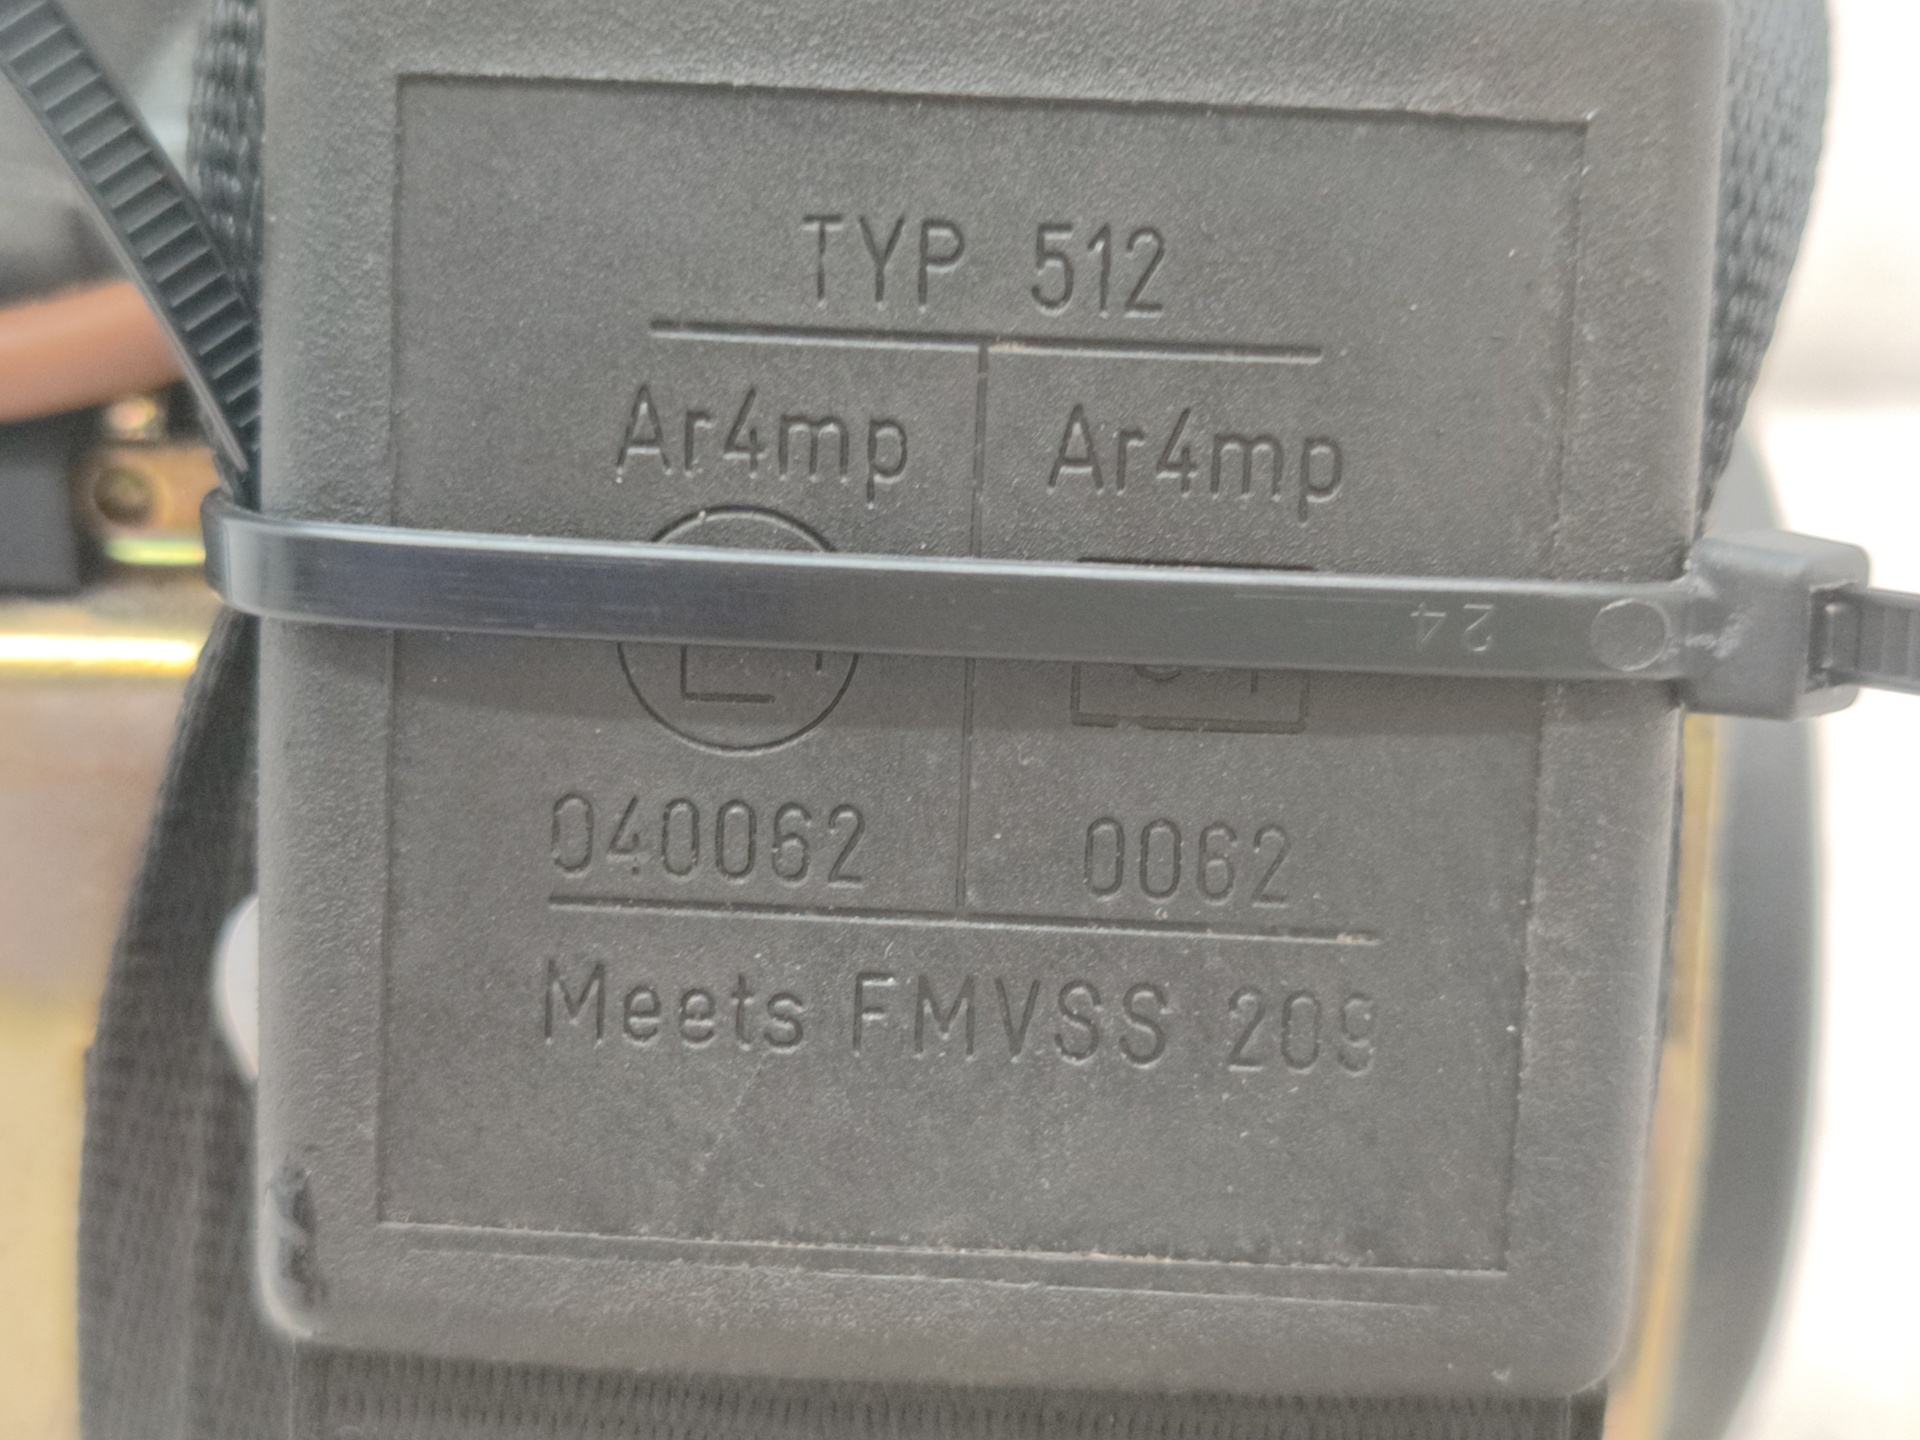 TYP 512
Ar4mp Ar4mp
24
040062 0062
Meets FMVSS 209